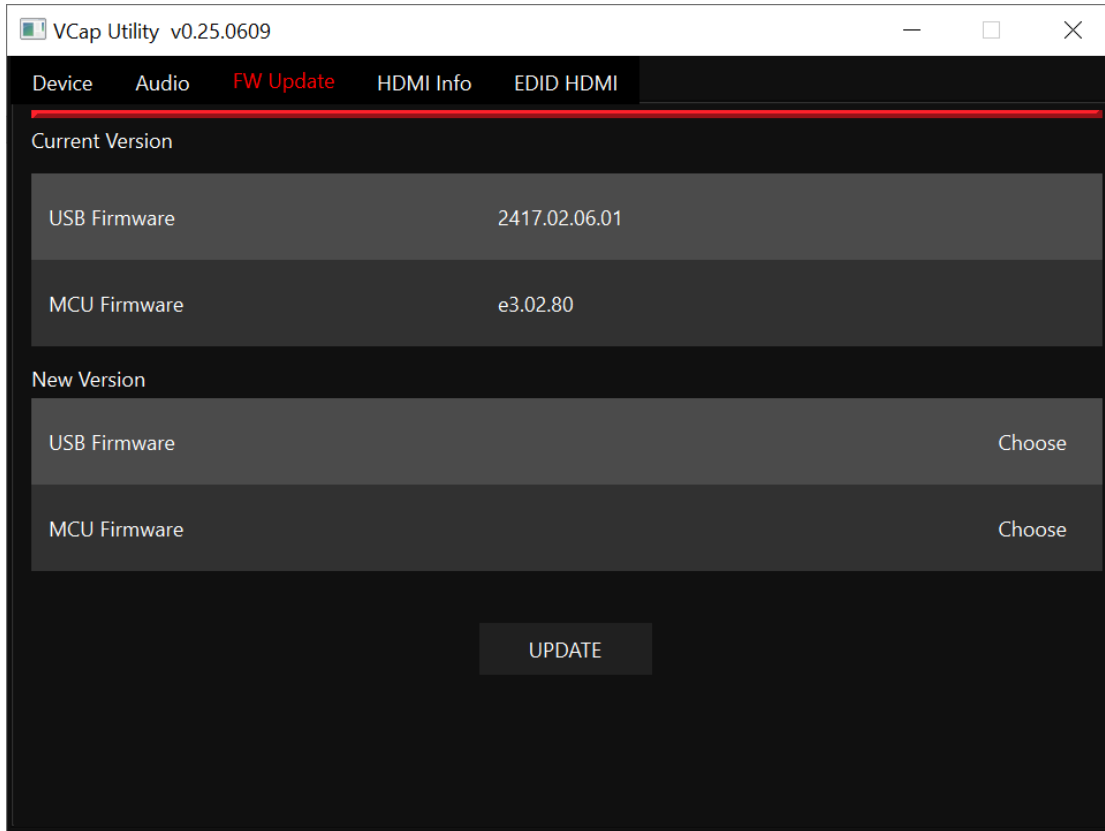 VCap Utility v0.25.0609
Device Audio FW Update HDMI Info EDID HDMI
Current Version
USB Firmware 2417.02.06.01
MCU Firmware e3.02.80
New Version
USB Firmware Choose
MCU Firmware Choose
UPDATE